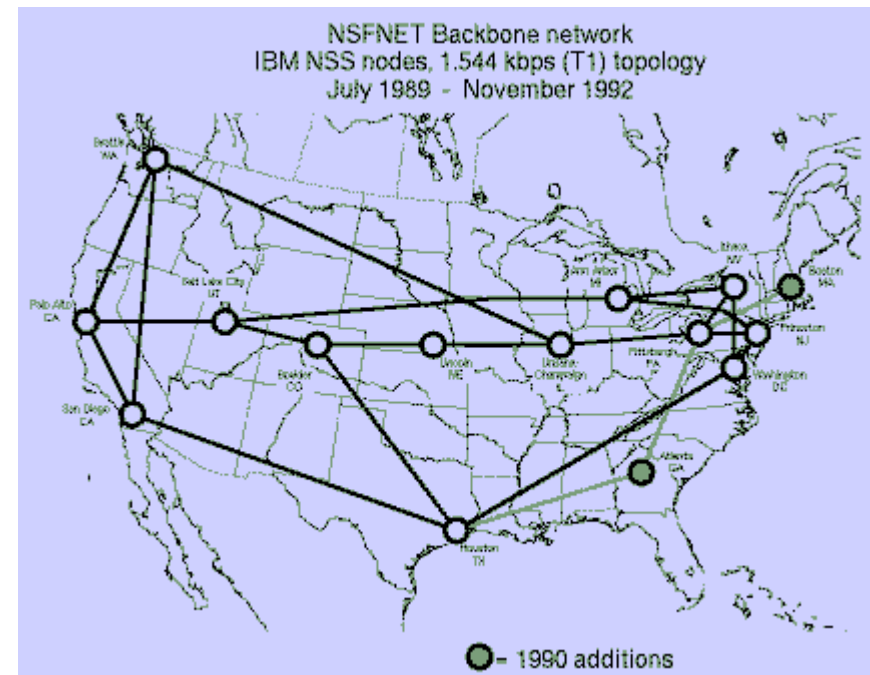 NSFNET Backbone network
IBM NSS nodes, 1.544 kbps (T1) topology
July 1989 - November 1992
Seattle
WA
Ithaca
NY
Ann Arbor
MI
Boston
MA
Salt Lake City
UT
Palo Alto
CA
Princeton
NJ
Pittsburgh
PA
Boulder
CO
Lincoln
NE
Urbana-
Champaign
IL
Washington
DC
San Diego
CA
Atlanta
GA
Houston
TX
= 1990 additions